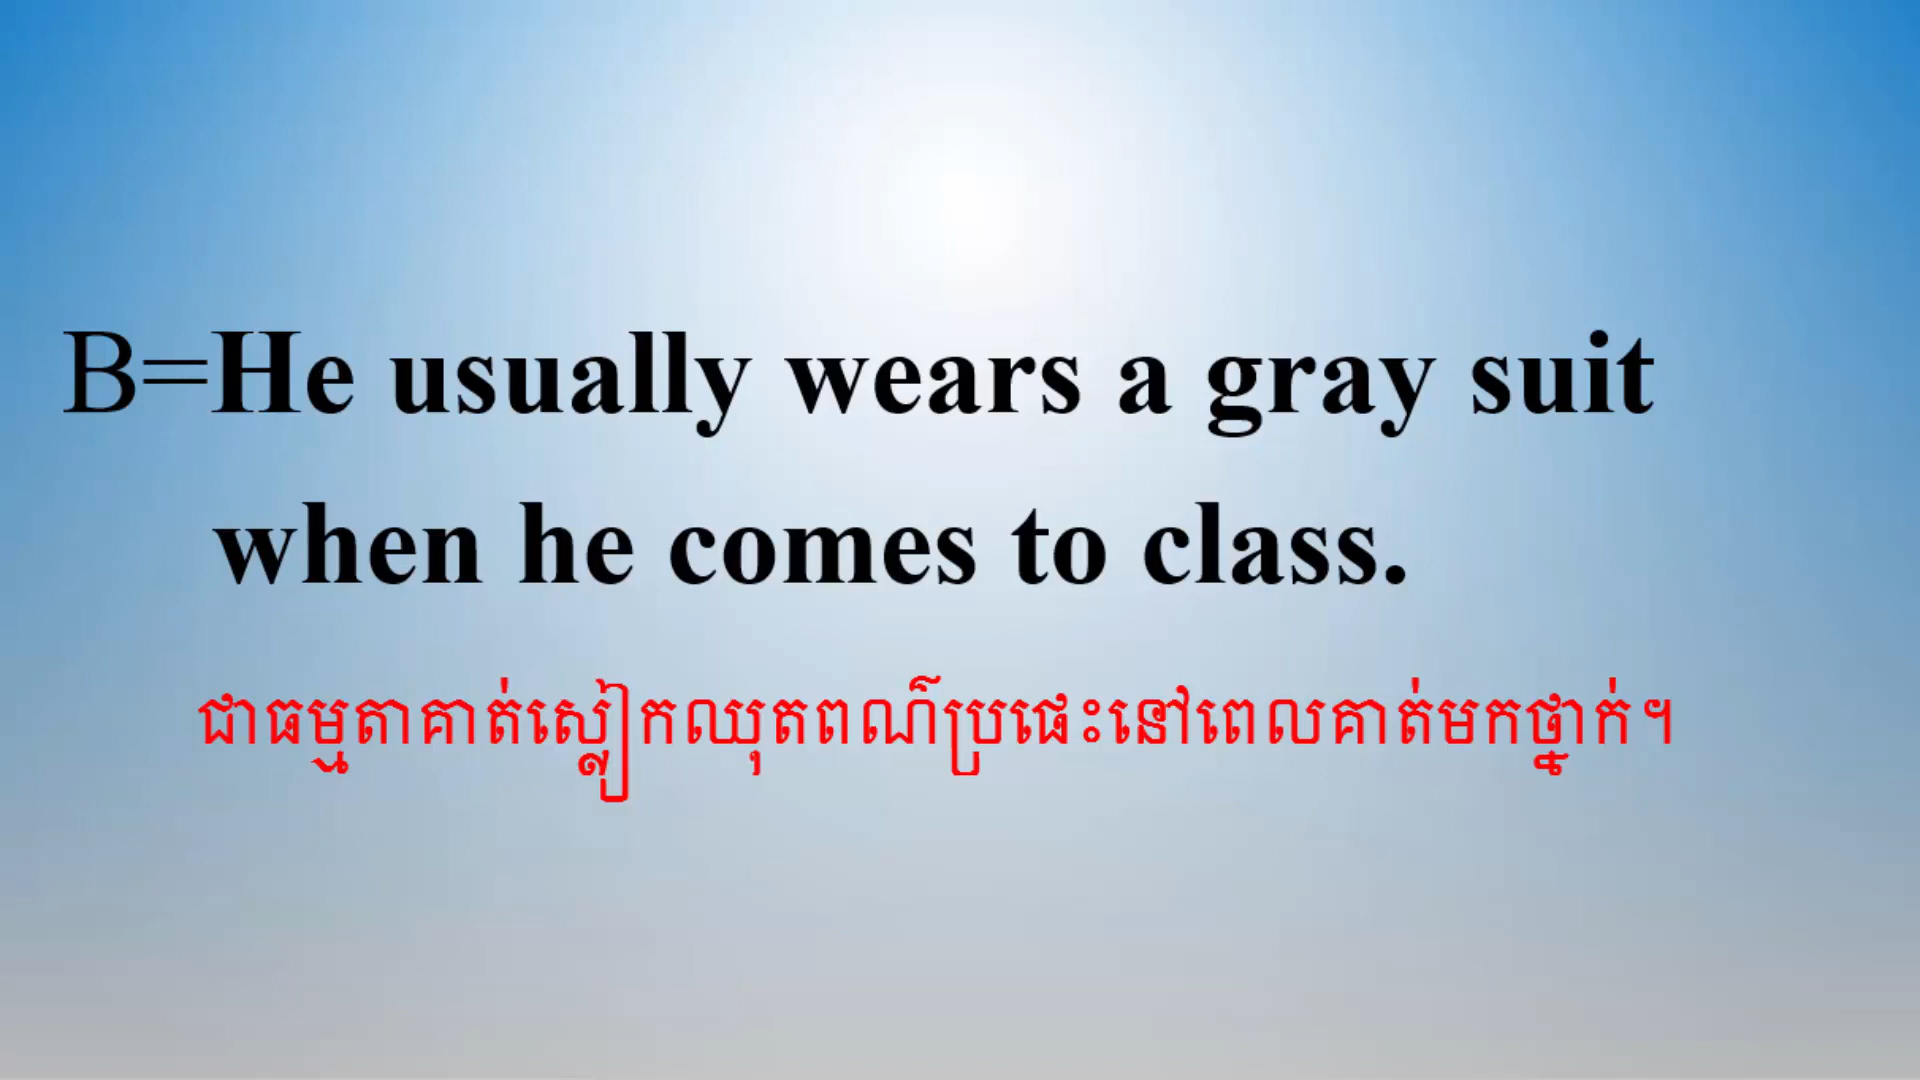 B=He usually wears a gray suit
when he comes to class.
ជាធម្មតាគាត់ស្លៀកឈុតពណ៌ប្រផេះនៅពេលគាត់មកថ្នាក់។